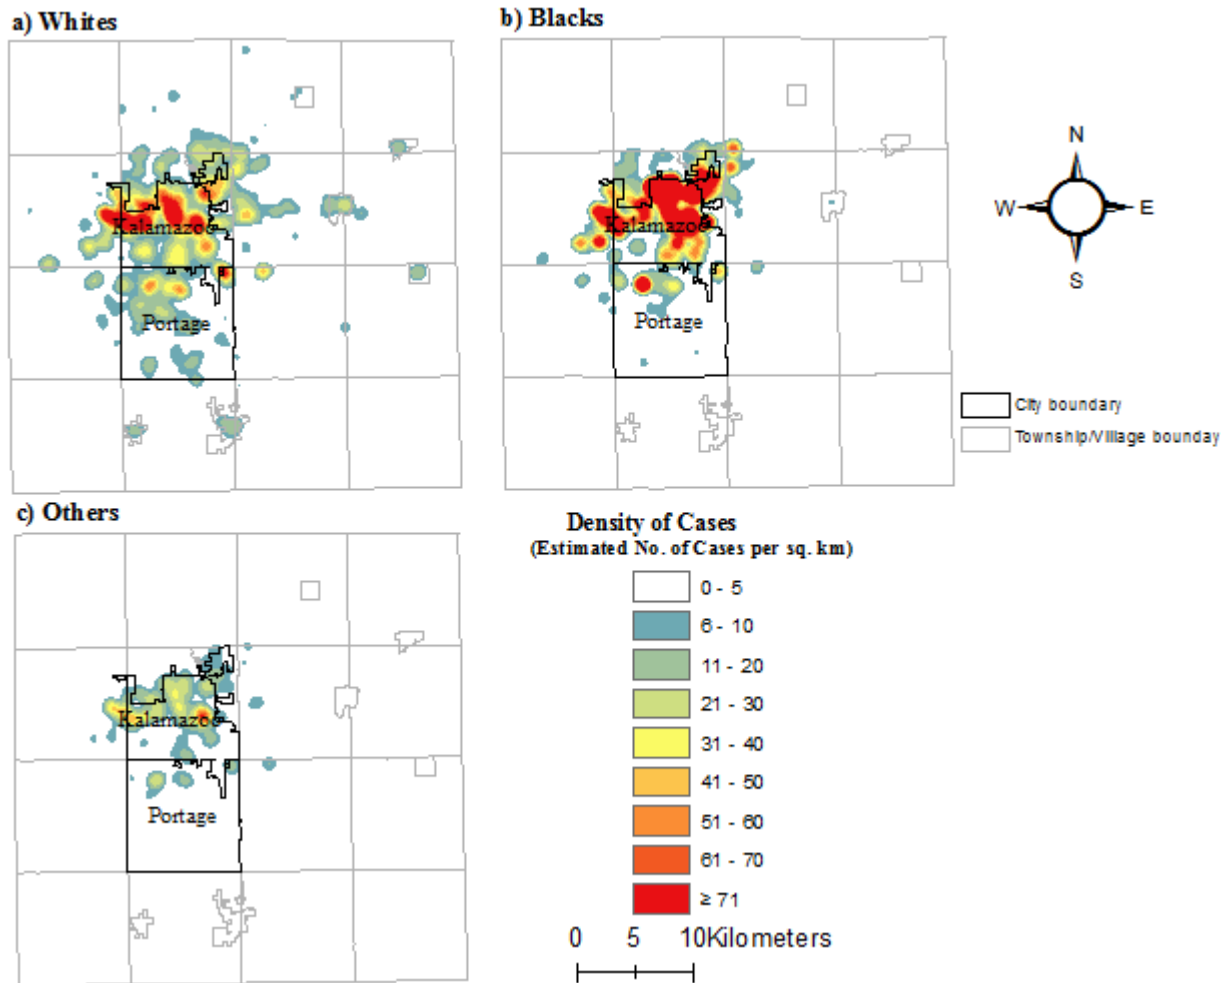 a) Whites
b) Blacks
Kalamazoo
Portage
Kalamazoo
Portage
N
W
E
S
City boundary
Township/Village bounday
c) Others
Kalamazoo
Portage
Density of Cases
(Estimated No. of Cases per sq. km)
0 - 5
6 - 10
11 - 20
21 - 30
31 - 40
41 - 50
51 - 60
61 - 70
≥ 71
0 5 10Kilometers